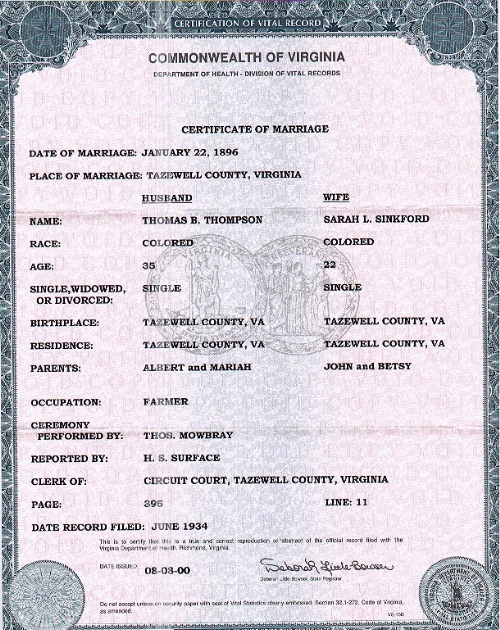 CERTIFICATION OF VITAL RECORD
COMMONWEALTH OF VIRGINIA
DEPARTMENT OF HEALTH - DIVISION OF VITAL RECORDS
CERTIFICATE OF MARRIAGE
DATE OF MARRIAGE: JANUARY 22, 1896
PLACE OF MARRIAGE: TAZEWELL COUNTY, VIRGINIA
HUSBAND WIFE
NAME: THOMAS B. THOMPSON SARAH L. SINKFORD
RACE: COLORED COLORED
AGE: 35 22
SINGLE,WIDOWED, SINGLE SINGLE
OR DIVORCED:
BIRTHPLACE: TAZEWELL COUNTY, VA TAZEWELL COUNTY, VA
RESIDENCE: TAZEWELL COUNTY, VA TAZEWELL COUNTY, VA
PARENTS: ALBERT and MARIAH JOHN and BETSY
OCCUPATION: FARMER
CEREMONY
PERFORMED BY: THOS. MOWBRAY
REPORTED BY: H. S. SURFACE
CLERK OF: CIRCUIT COURT, TAZEWELL COUNTY, VIRGINIA
PAGE: 395 LINE: 11
DATE RECORD FILED: JUNE 1934
This is to certify that this is a true and correct reproduction or abstract of the official record filed with the
Virginia Department of Health, Richmond, Virginia.
DATE ISSUED 08-08-00 Deborah Little-Bowser
Deborah Little-Bowser, State Registrar
Do not accept unless on security paper with seal of Vital Statistics clearly embossed. Section 32.1-272, Code of Virginia,
as amended.